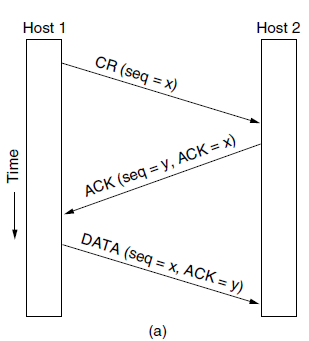 Host 1
Host 2
CR (seq = x)
ACK (seq = y, ACK = x)
DATA (seq = x, ACK = y)
Time
(a)